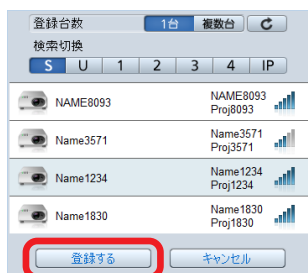 登録台数 1台 複数台
検索切換
S U 1 2 3 4 IP
NAME8093 NAME8093
Proj8093
Name3571 Name3571
Proj3571
Name1234 Name1234
Proj1234
Name1830 Name1830
Proj1830
登録する キャンセル